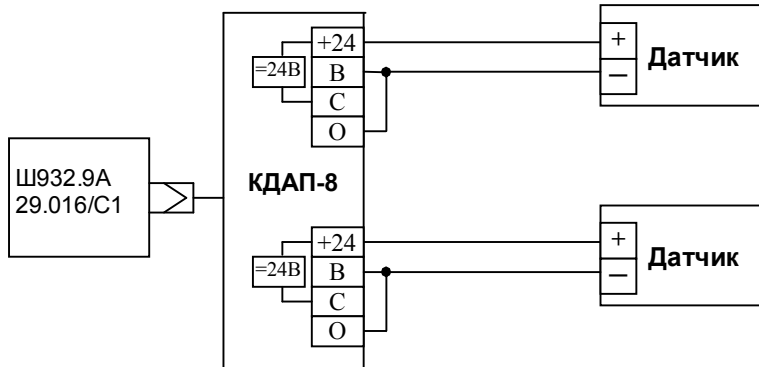 +24
=24В
В
С
О
+
–
Датчик
Ш932.9А
29.016/С1
КДАП-8
+24
=24В
В
С
О
+
–
Датчик